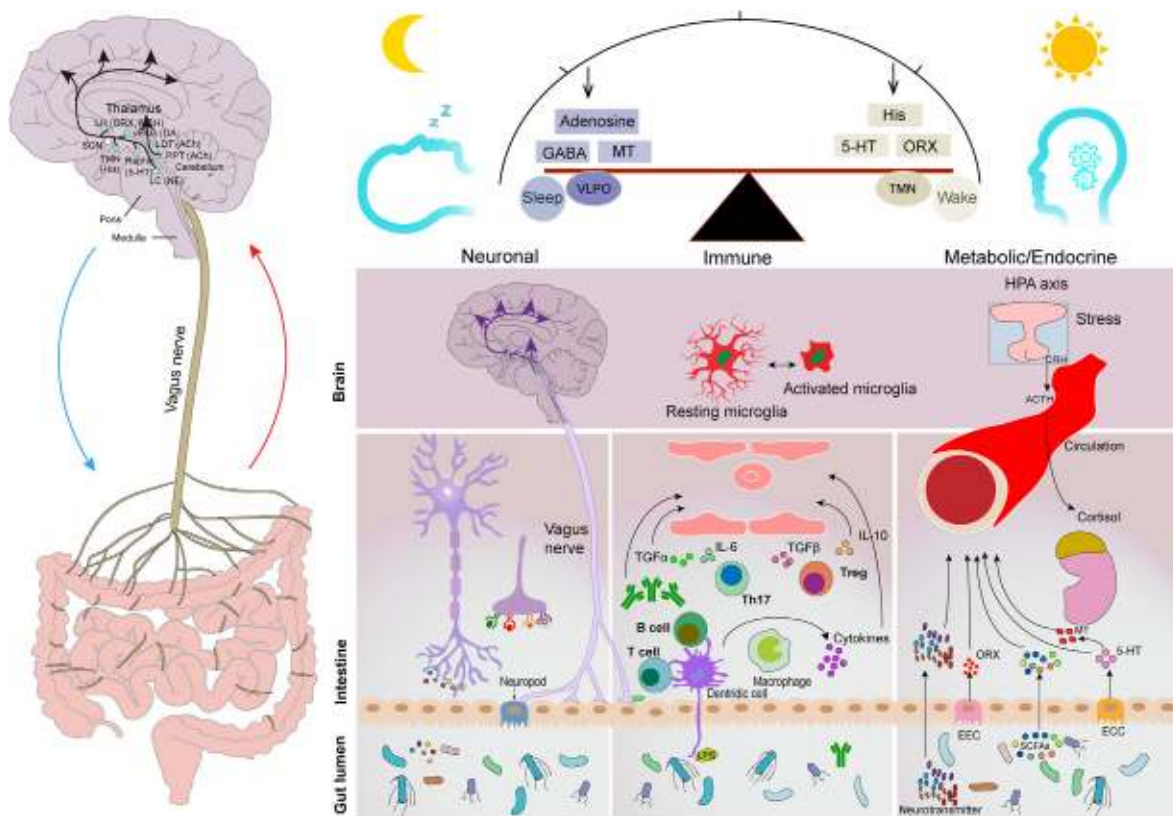 Thalamus
LH (ORX, MCH)
vPAG (DA)
SCN
LDT (ACh)
PPT (ACh)
TMN
(His)
Raphe
(5-HT)
Cerebellum
LC (NE)
Pons
Medulla
Vagus nerve
z z
Adenosine
GABA MT
His
5-HT ORX
Sleep VLPO
TMN Wake
Neuronal Immune Metabolic/Endocrine
Brain
HPA axis
Stress
CRH
ACTH
Resting microglia
Activated microglia
Circulation
Cortisol
Intestine
Vagus
nerve
TGFα IL-6 TGFβ IL-10
Th17
Treg
B cell
T cell
Dentridic cell
Macrophage
Cytokines
MT
5-HT
ORX
Neuropod
EEC
ECC
Gut lumen
LPS
SCFAs
Neurotransmitter